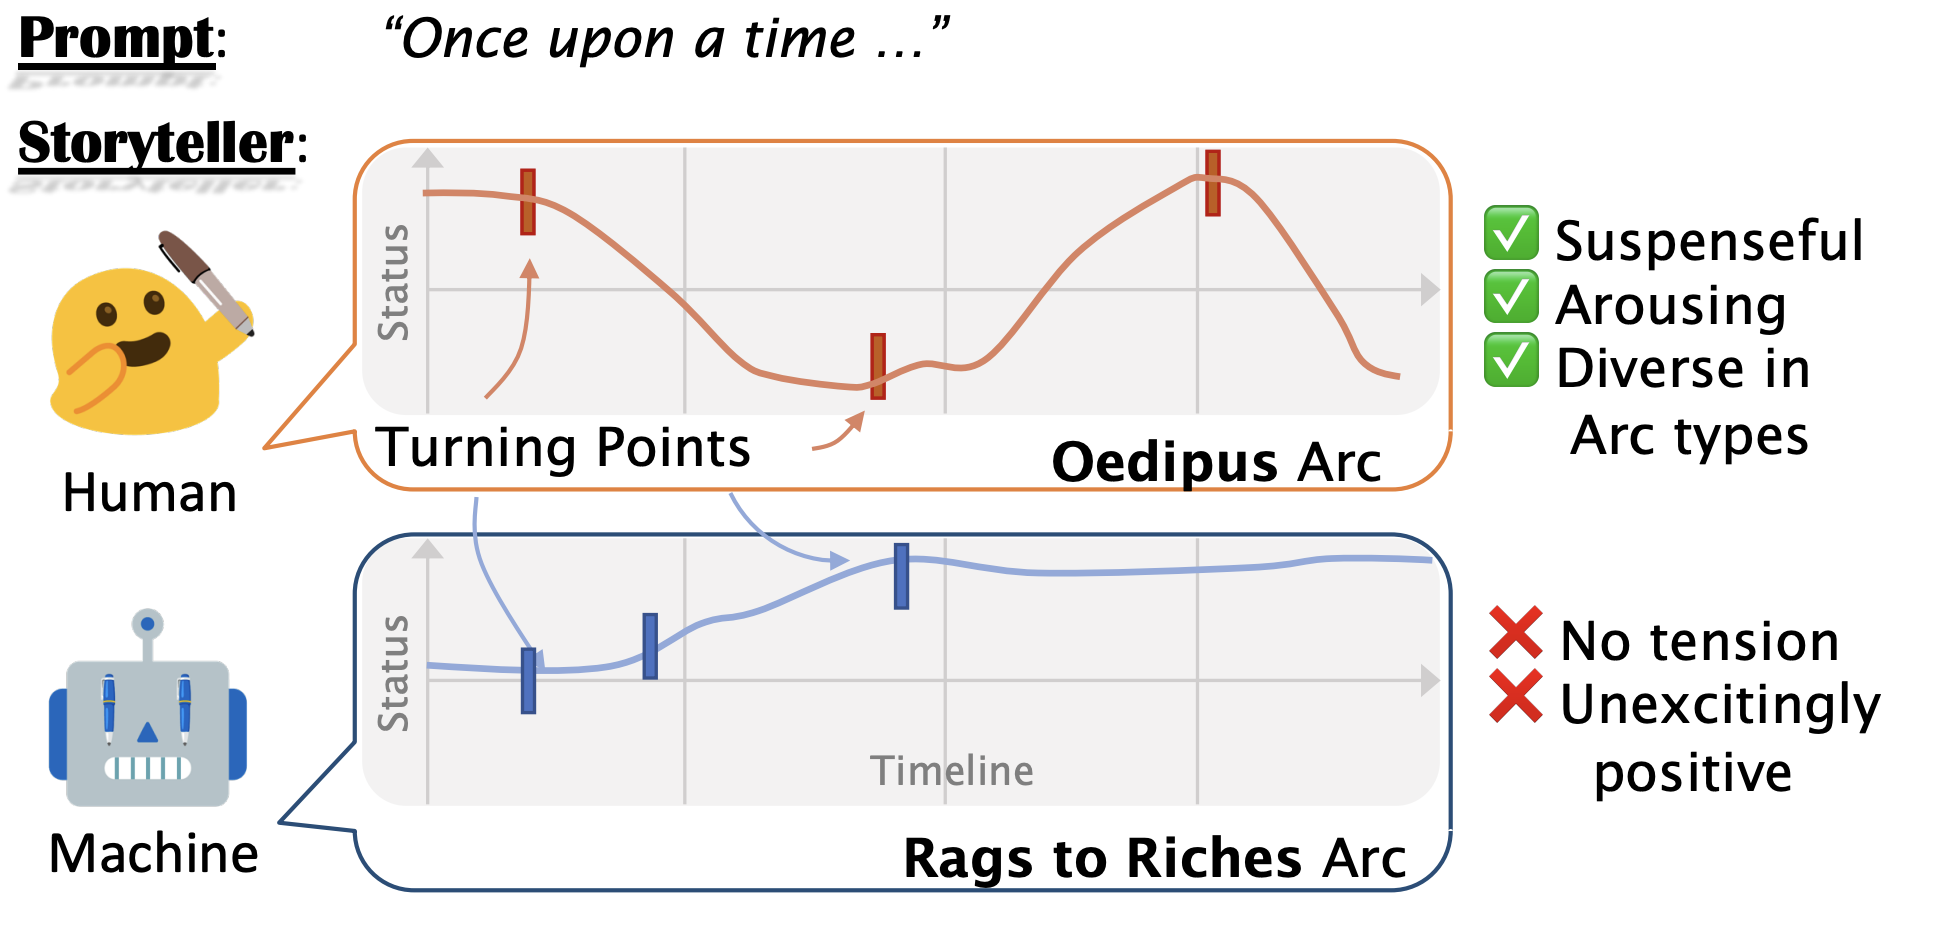 Prompt: “Once upon a time ...”
Storyteller:
Human
Status
Turning Points
Oedipus Arc
Suspenseful
Arousing
Diverse in
Arc types
Machine
Status
Timeline
Rags to Riches Arc
No tension
Unexcitingly
positive